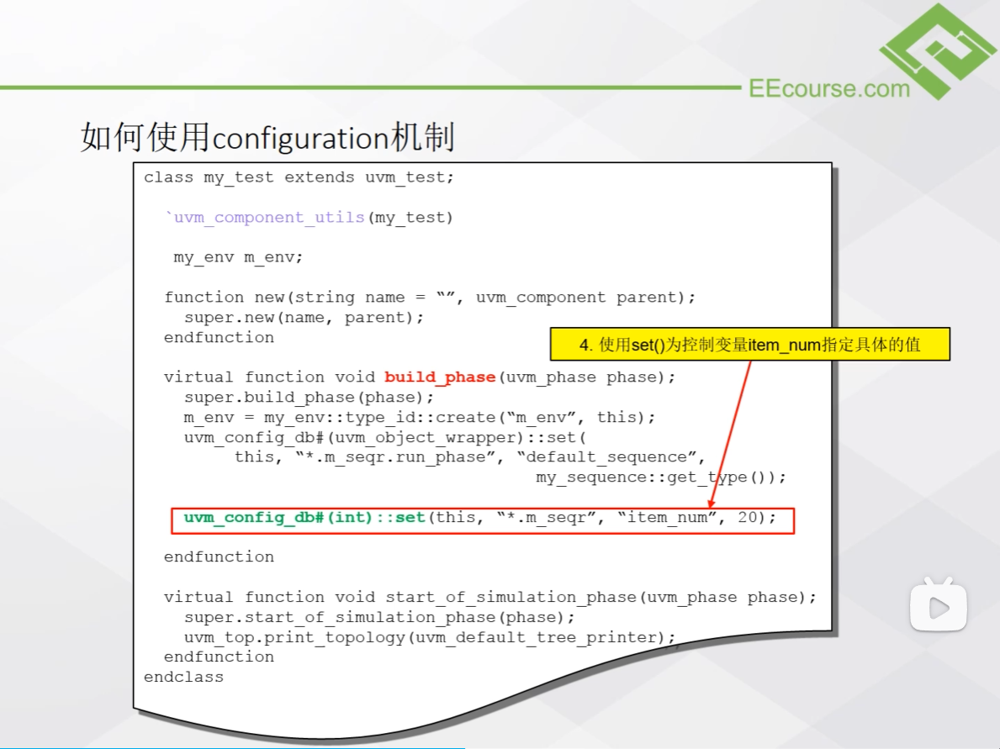 EEcourse.com
如何使用configuration机制
class my_test extends uvm_test;
`uvm_component_utils(my_test)
my_env m_env;
function new(string name = “”, uvm_component parent);
super.new(name, parent);
endfunction
4. 使用set()为控制变量item_num指定具体的值
virtual function void build_phase(uvm_phase phase);
super.build_phase(phase);
m_env = my_env::type_id::create(“m_env”, this);
uvm_config_db#(uvm_object_wrapper)::set(
this, “*.m_seqr.run_phase”, “default_sequence”,
my_sequence::get_type());
uvm_config_db#(int)::set(this, “*.m_seqr”, “item_num”, 20);
endfunction
virtual function void start_of_simulation_phase(uvm_phase phase);
super.start_of_simulation_phase(phase);
uvm_top.print_topology(uvm_default_tree_printer);
endfunction
endclass